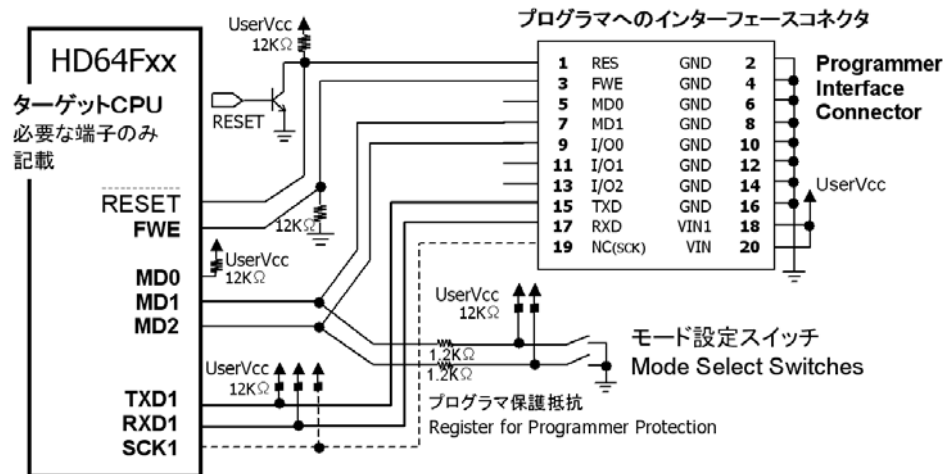 HD64Fxx
ターゲットCPU
必要な端子のみ
記載
RESET
FWE
MD0
MD1
MD2
TXD1
RXD1
SCK1
UserVcc
12KΩ
RESET
12KΩ
UserVcc
12KΩ
UserVcc
12KΩ
プログラマへのインターフェースコネクタ
1 RES GND 2
3 FWE GND 4
5 MD0 GND 6
7 MD1 GND 8
9 I/O0 GND 10
11 I/O1 GND 12
13 I/O2 GND 14
15 TXD GND 16
17 RXD VIN1 18
19 NC(SCK) VIN 20
Programmer
Interface
Connector
UserVcc
UserVcc
12KΩ
1.2KΩ
1.2KΩ
モード設定スイッチ
Mode Select Switches
プログラマ保護抵抗
Register for Programmer Protection